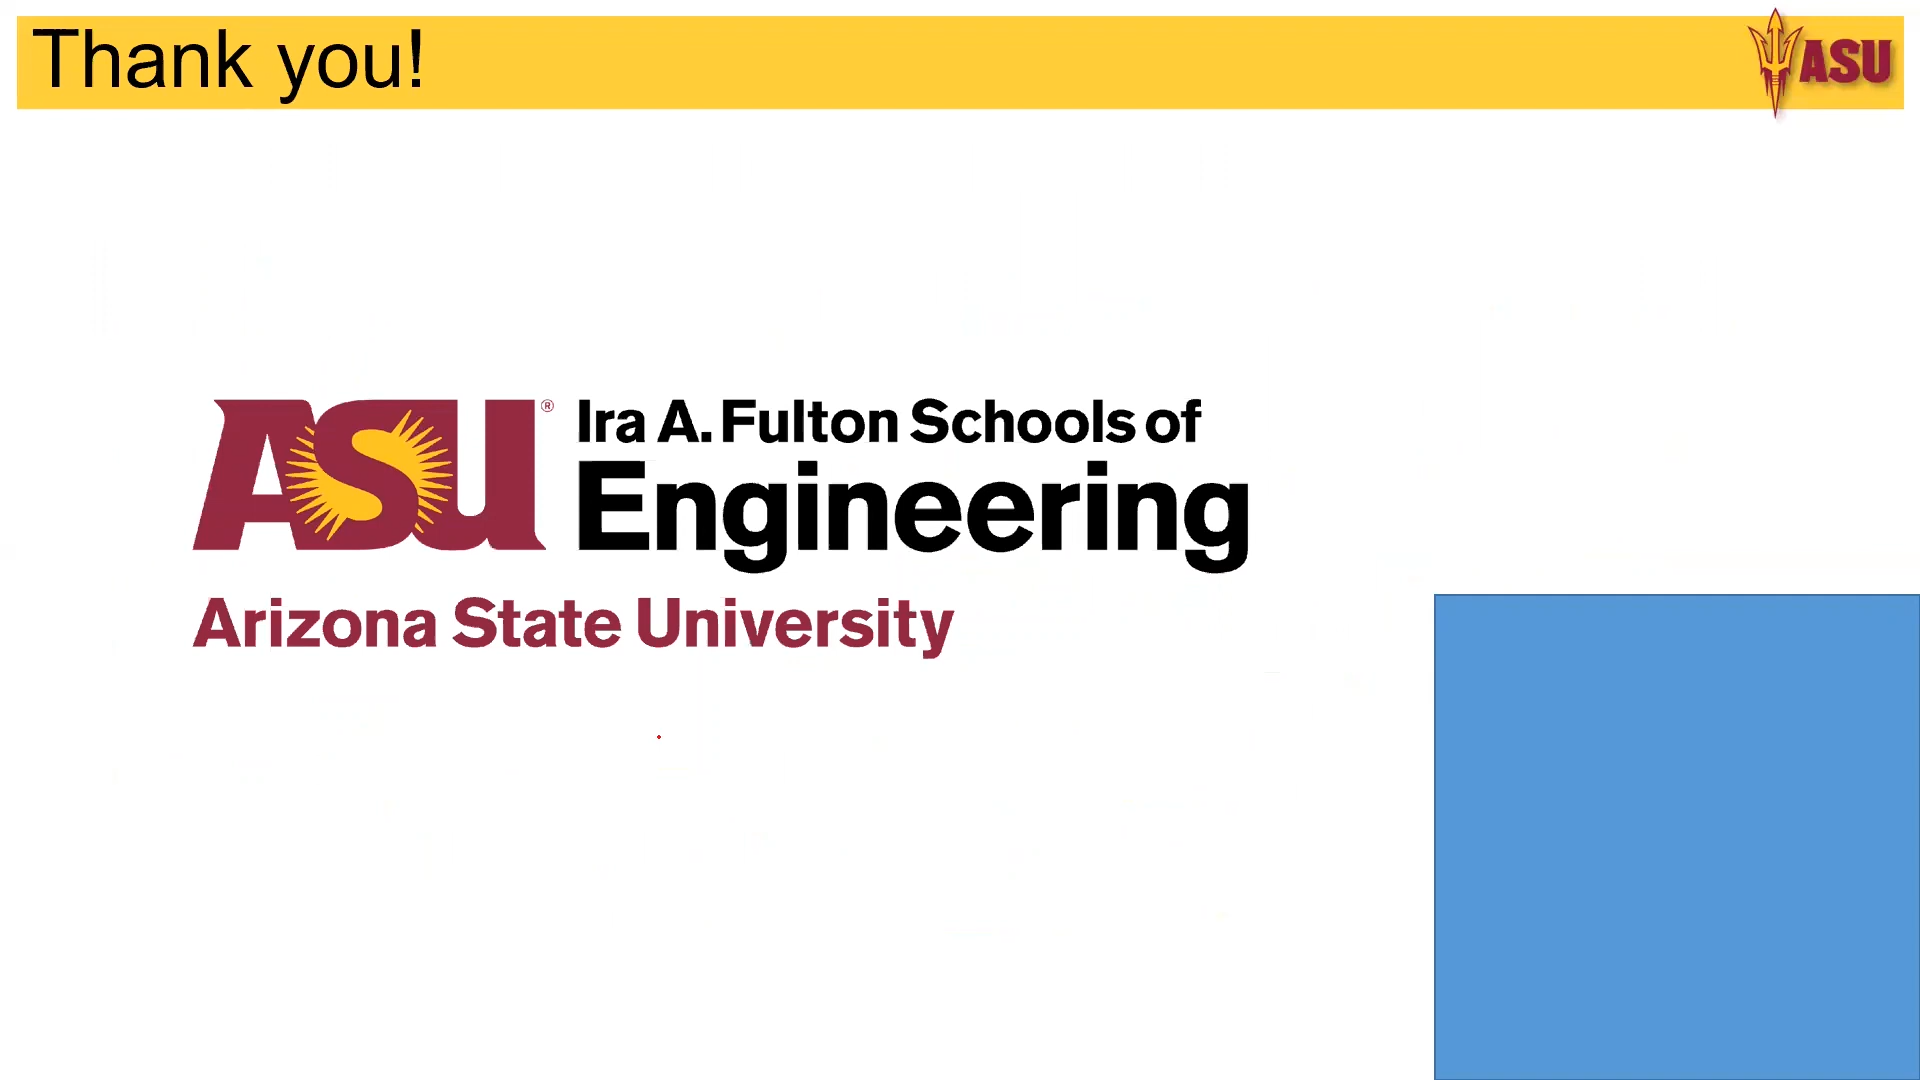 Thank you!
ASU
ASU® Ira A. Fulton Schools of
Engineering
Arizona State University